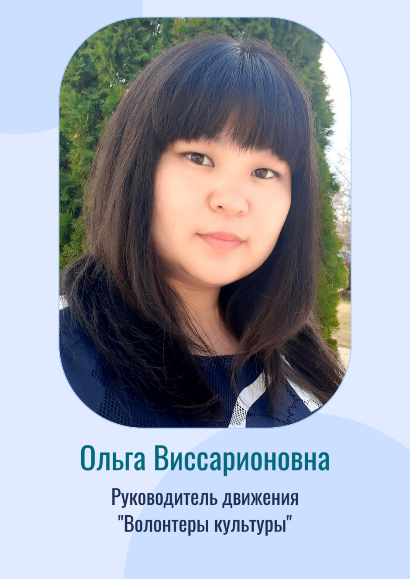 Ольга Виссарионовна
Руководитель движения
"Волонтеры культуры"